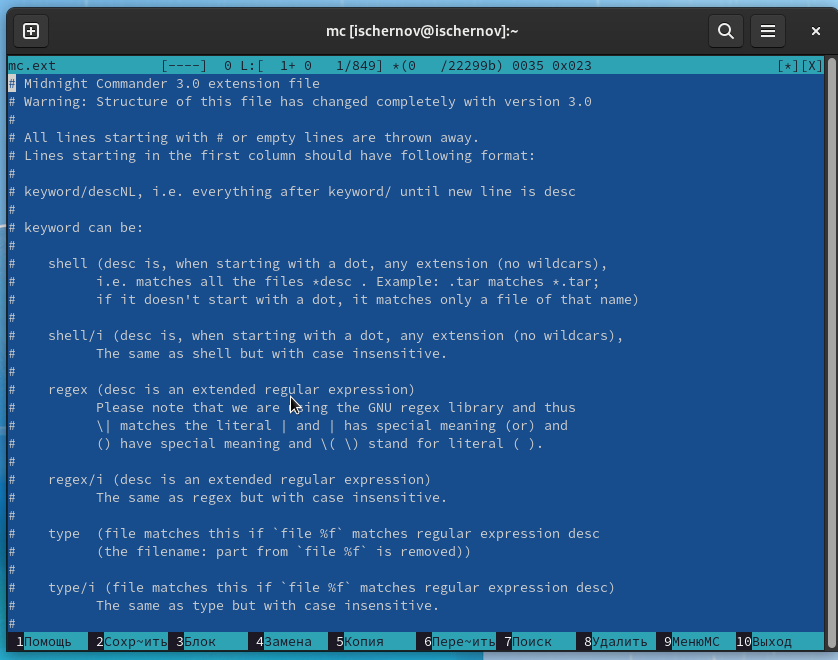 mc [ischernov@ischernov]:~
mc.ext [----] 0 L:[ 1+ 0 1/849] *(0 /22299b) 0035 0x023 [*][X]
# Midnight Commander 3.0 extension file
# Warning: Structure of this file has changed completely with version 3.0
#
# All lines starting with # or empty lines are thrown away.
# Lines starting in the first column should have following format:
#
# keyword/descNL, i.e. everything after keyword/ until new line is desc
#
# keyword can be:
#
# shell (desc is, when starting with a dot, any extension (no wildcars),
# i.e. matches all the files *desc . Example: .tar matches *.tar;
# if it doesn't start with a dot, it matches only a file of that name)
#
# shell/i (desc is, when starting with a dot, any extension (no wildcars),
# The same as shell but with case insensitive.
#
# regex (desc is an extended regular expression)
# Please note that we are using the GNU regex library and thus
# \| matches the literal | and | has special meaning (or) and
# () have special meaning and \( \) stand for literal ( ).
#
# regex/i (desc is an extended regular expression)
# The same as regex but with case insensitive.
#
# type (file matches this if `file %f` matches regular expression desc
# (the filename: part from `file %f` is removed))
#
# type/i (file matches this if `file %f` matches regular expression desc)
# The same as type but with case insensitive.
#
1Помощь 2Сохр~ить 3Блок 4Замена 5Копия 6Пере~ить 7Поиск 8Удалить 9МенюMC 10Выход